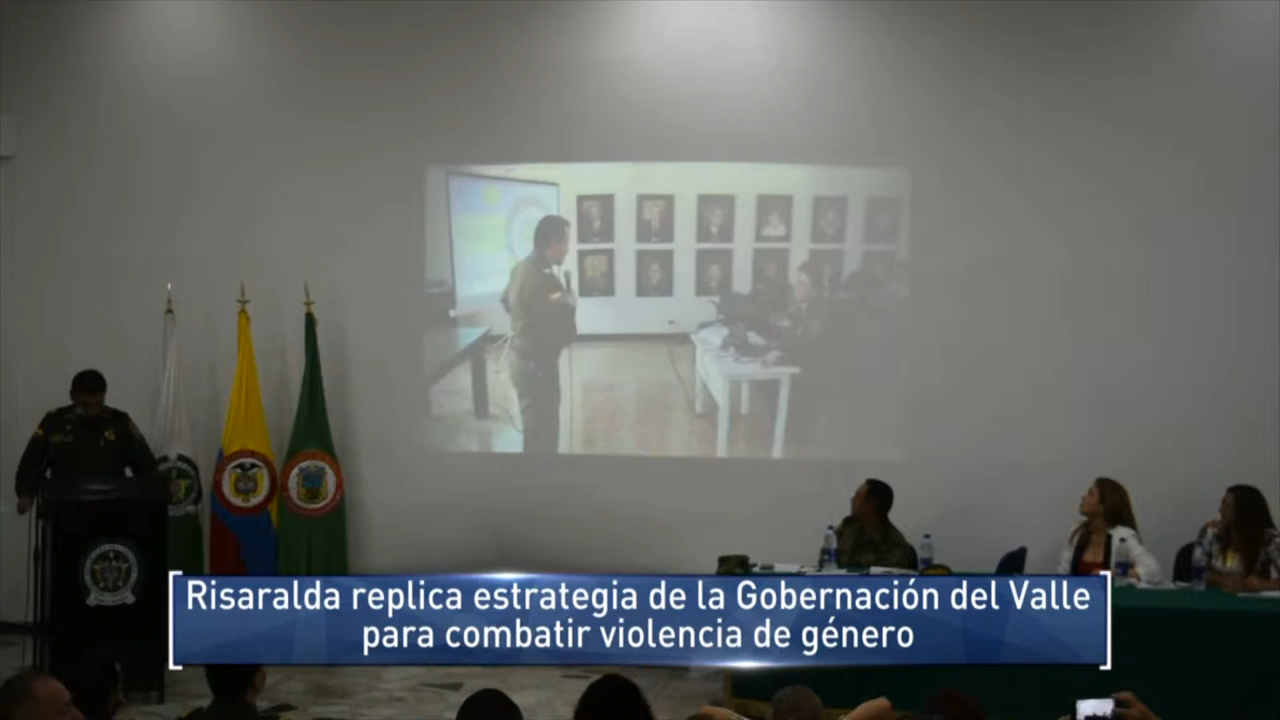 Risaralda replica estrategia de la Gobernación del Valle
para combatir violencia de género